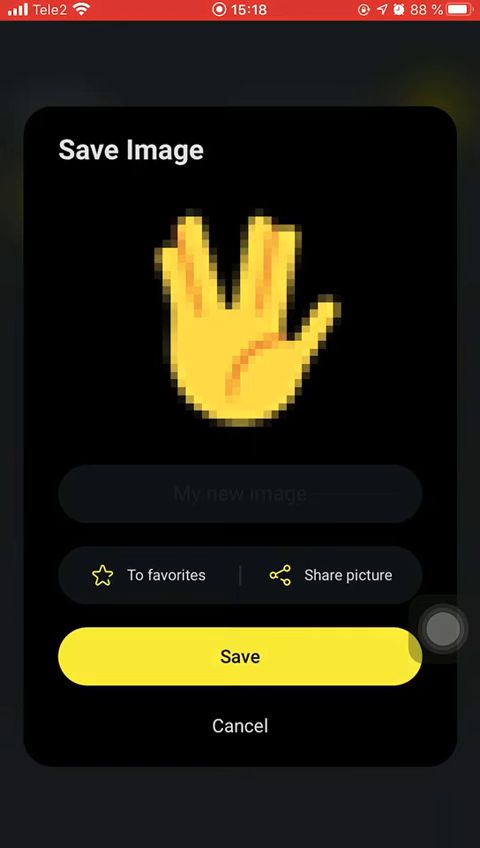 Tele2 15:18 88 %
Save Image
My new image
To favorites | Share picture
Save
Cancel